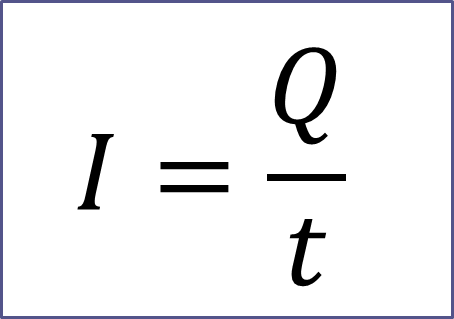 I = Q/t